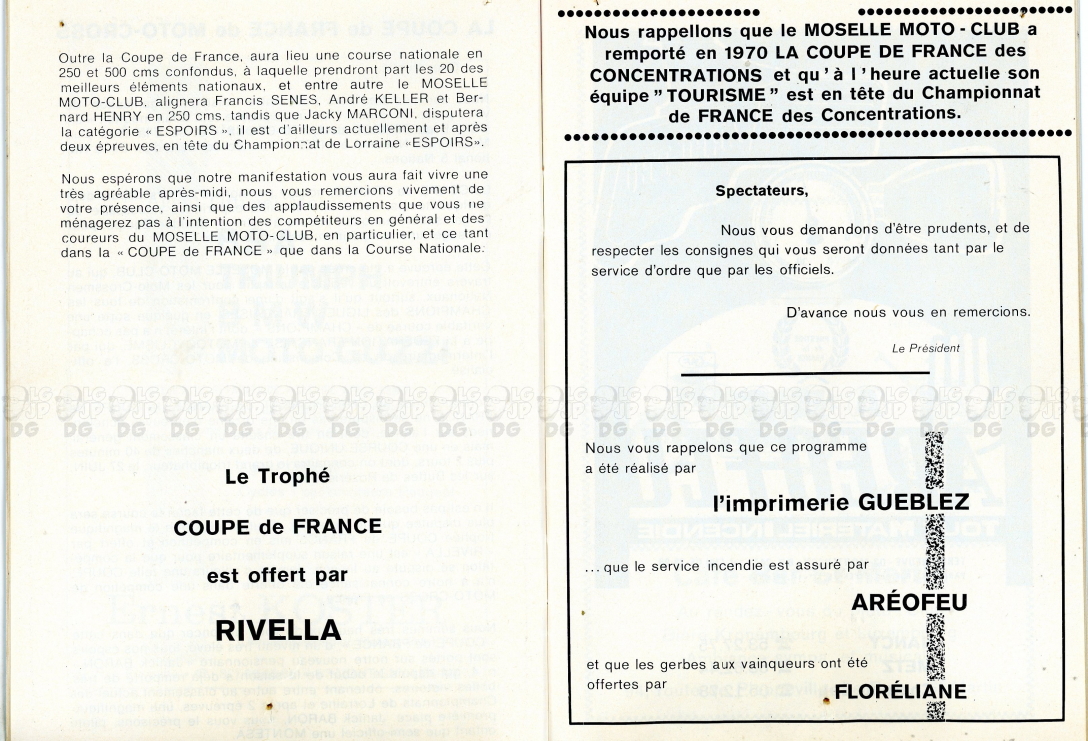 Outre la Coupe de France, aura lieu une course nationale en
250 et 500 cms confondus, à laquelle prendront part les 20 des
meilleurs éléments nationaux, et entre autre le MOSELLE
MOTO-CLUB, alignera Francis SENES, André KELLER et Ber-
nard HENRY en 250 cms, tandis que Jacky MARCONI, disputera
la catégorie « ESPOIRS », il est d'ailleurs actuellement et après
deux épreuves, en tête du Championnat de Lorraine «ESPOIRS».
Nous espérons que notre manifestation vous aura fait vivre une
très agréable après-midi, nous vous remercions vivement de
votre présence, ainsi que des applaudissements que vous ne
ménagerez pas à l'intention des compétiteurs en général et des
coureurs du MOSELLE MOTO-CLUB, en particulier, et ce tant
dans la « COUPE de FRANCE » que dans la Course Nationale.
Le Trophé
COUPE de FRANCE
est offert par
RIVELLA
Nous rappellons que le MOSELLE MOTO - CLUB a
remporté en 1970 LA COUPE DE FRANCE des
CONCENTRATIONS et qu' à l 'heure actuelle son
équipe " TOURISME " est en tête du Championnat
de FRANCE des Concentrations.
Spectateurs,
Nous vous demandons d'être prudents, et de
respecter les consignes qui vous seront données tant par le
service d'ordre que par les officiels.
D'avance nous vous en remercions.
Le Président
Nous vous rappelons que ce programme
a été réalisé par
l'imprimerie GUEBLEZ
... que le service incendie est assuré par
ARÉOFEU
et que les gerbes aux vainqueurs ont été
offertes par
FLORÉLIANE